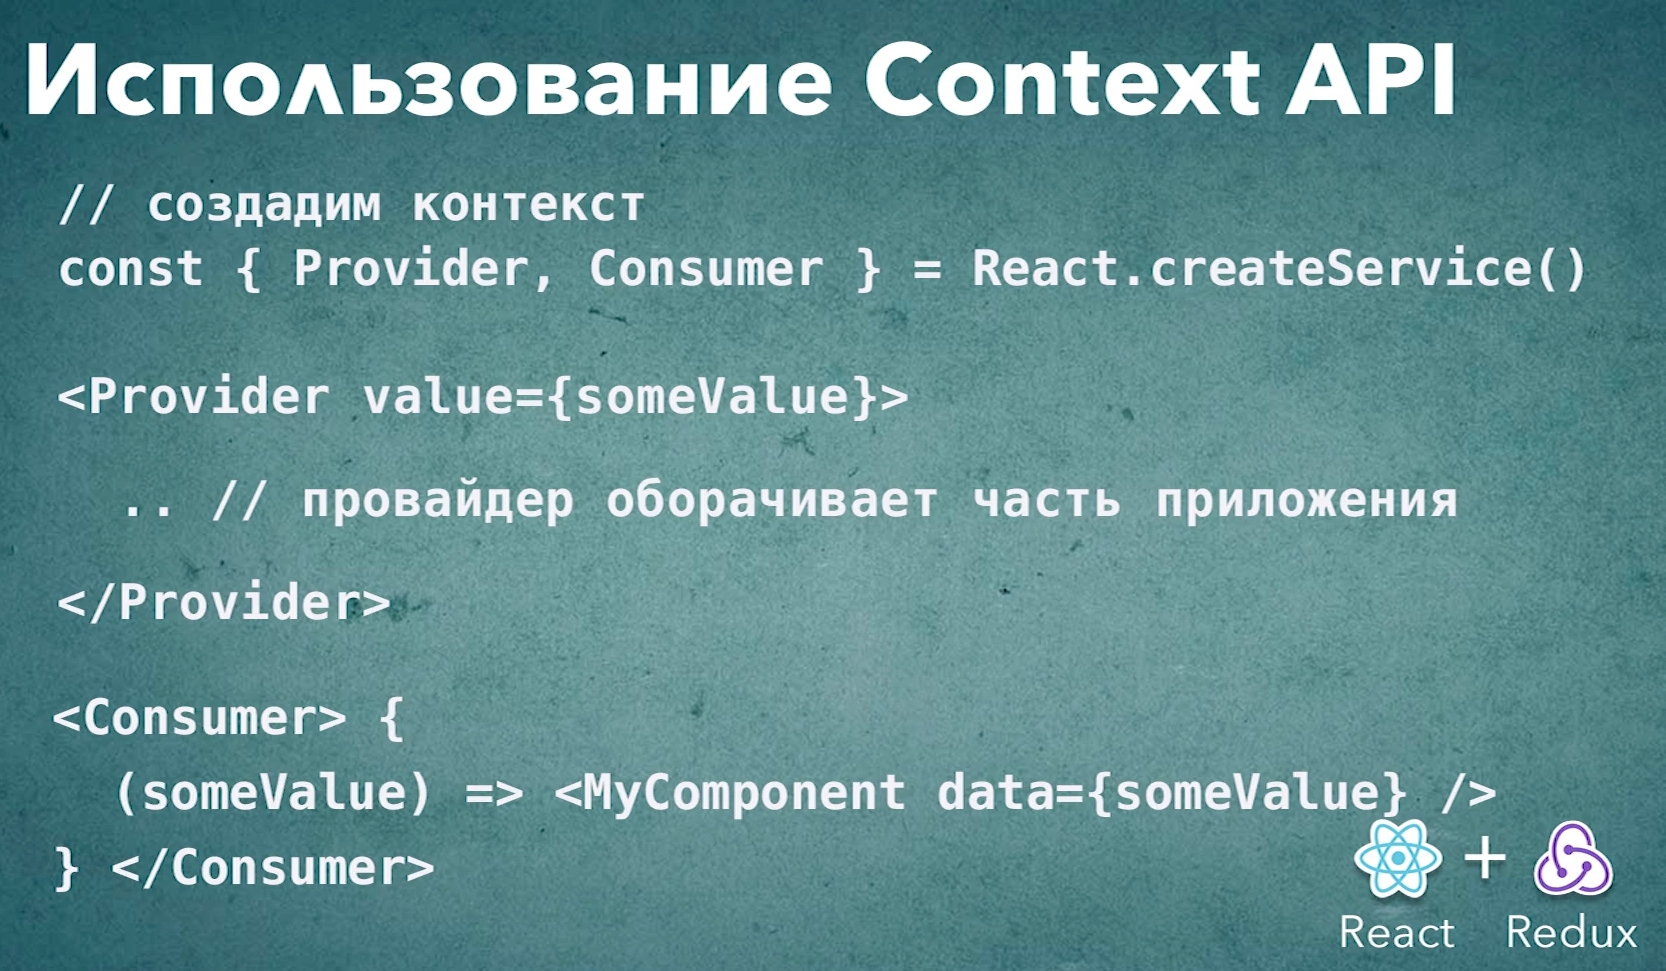 Использование Context API
// создадим контекст
const { Provider, Consumer } = React.createService()
<Provider value={someValue}>
.. // провайдер оборачивает часть приложения
</Provider>
<Consumer> {
(someValue) => <MyComponent data={someValue} />
} </Consumer>
+
React Redux